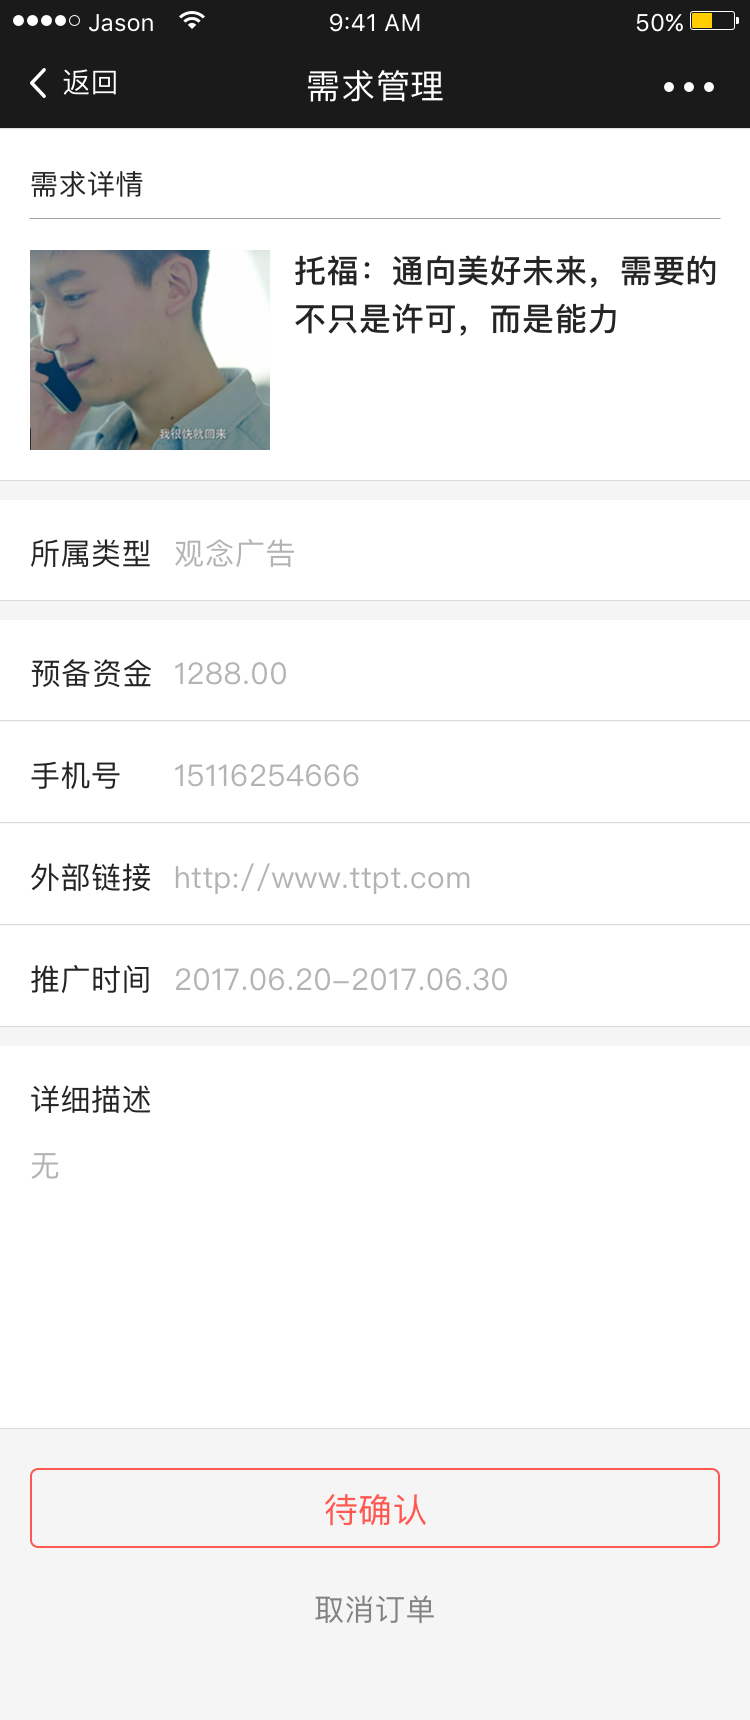 Jason 9:41 AM 50%
返回 需求管理
需求详情
托福：通向美好未来，需要的
不只是许可，而是能力
我很快就回来
所属类型 观念广告
预备资金 1288.00
手机号 15116254666
外部链接 http://www.ttpt.com
推广时间 2017.06.20-2017.06.30
详细描述
无
待确认
取消订单